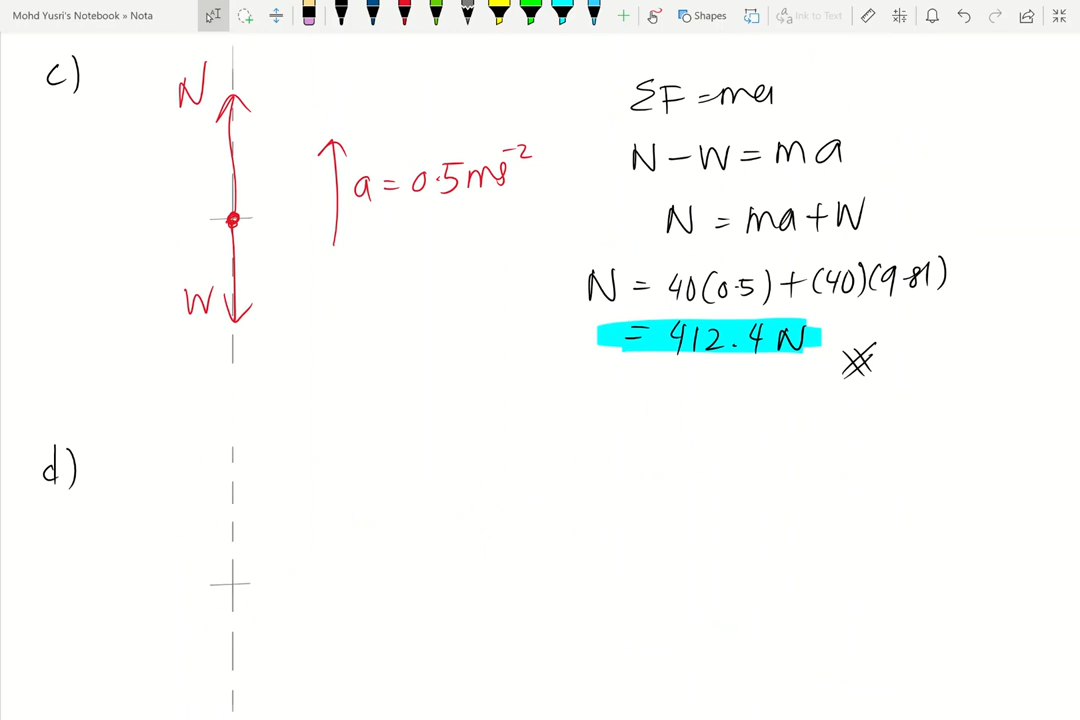 Mohd Yusri's Notebook » Nota
Shapes
Ink to Text
c)
N
a = 0.5 ms⁻²
W
ΣF = ma
N - W = ma
N = ma + W
N = 40(0.5) + (40)(9.81)
= 412.4 N
d)